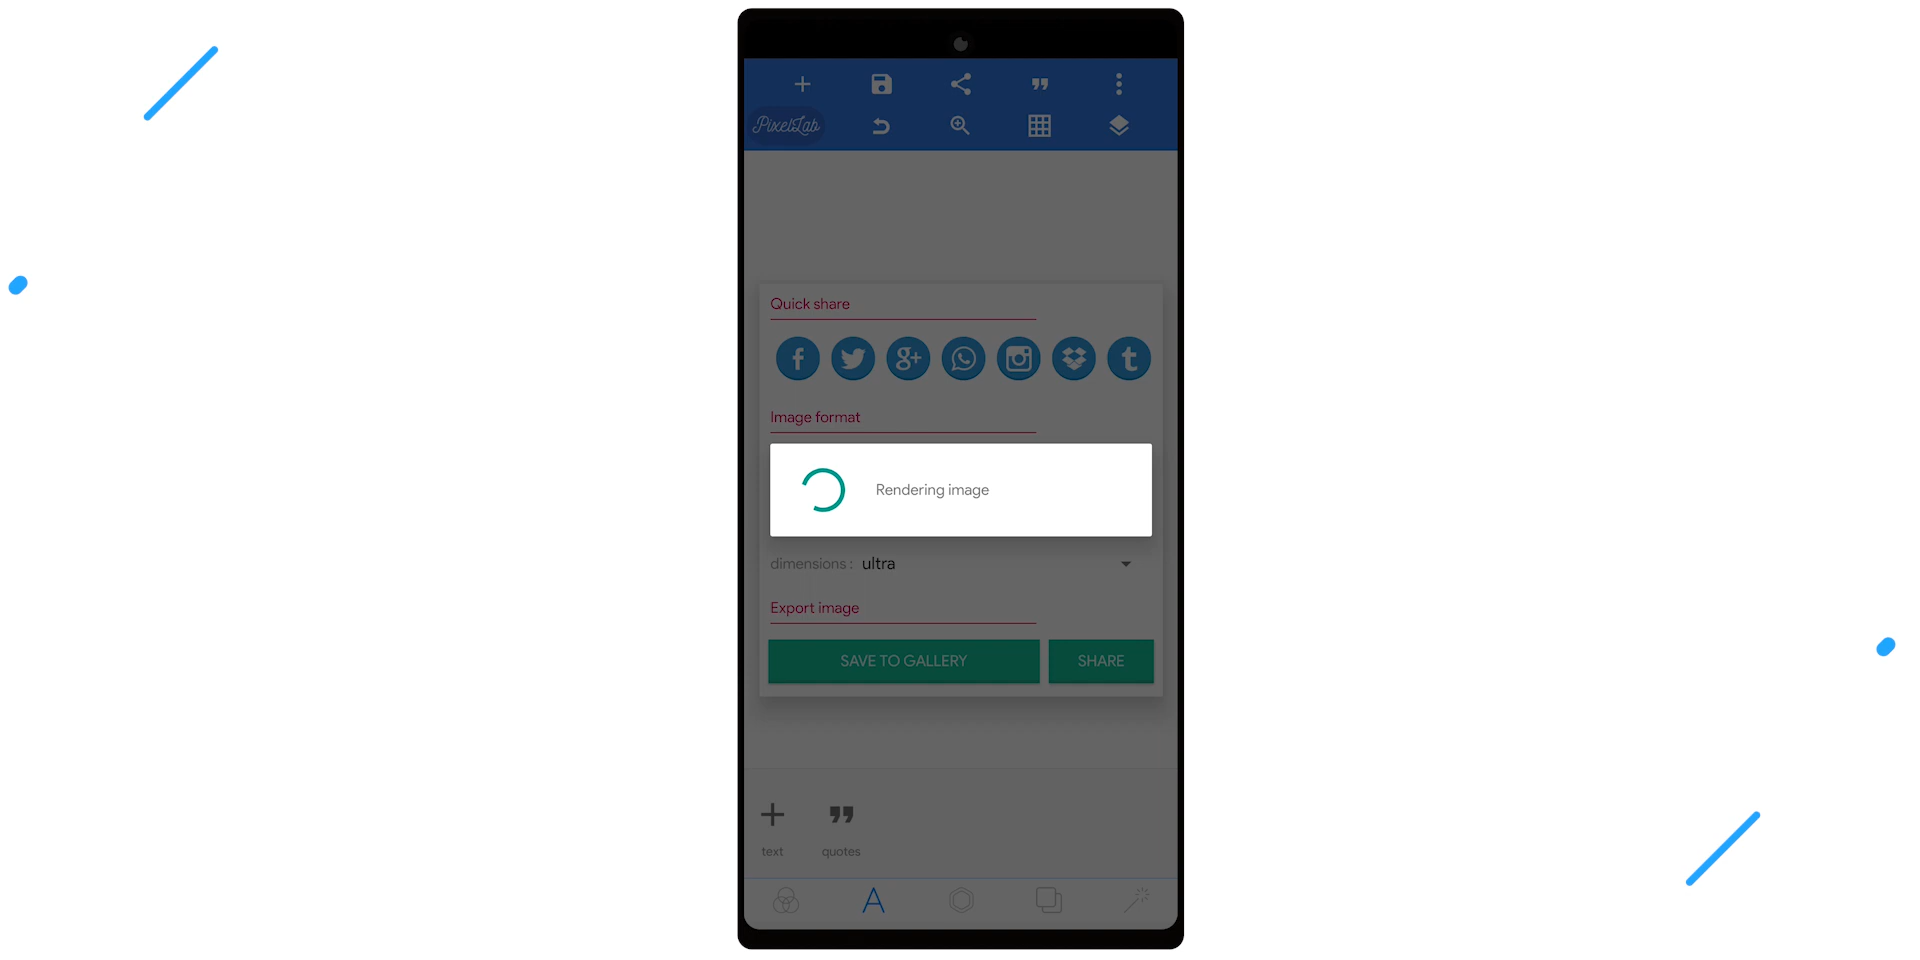 PixelLab
Quick share
Image format
Rendering image
dimensions : ultra
Export image
SAVE TO GALLERY SHARE
text quotes